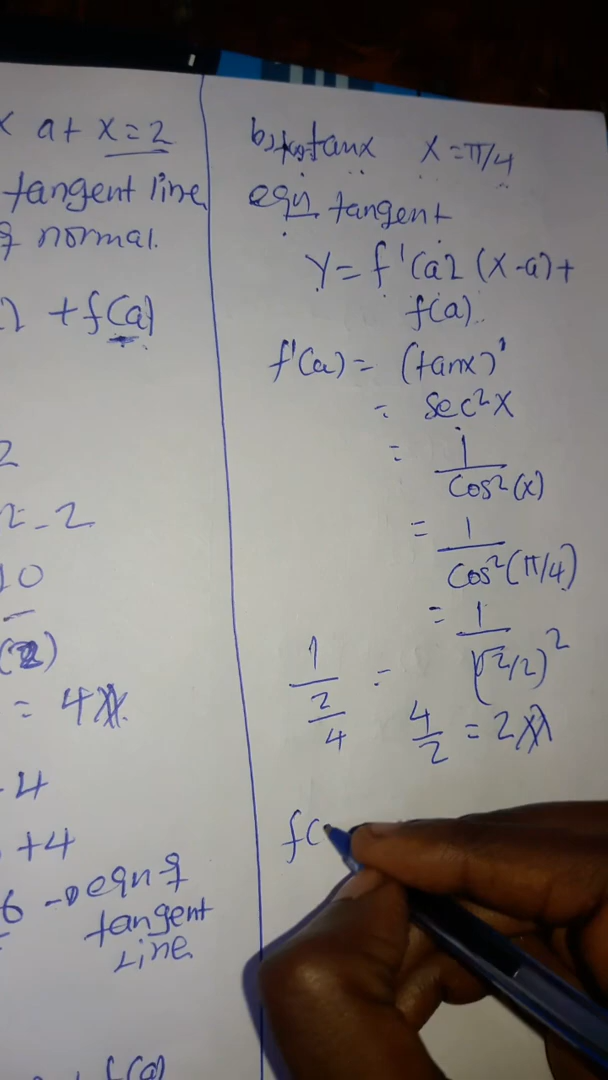 x at x = 2
tangent line
normal.
+ f(a)
2
2 - 2
10
(2)
= 4
4
+ 4
6 → eqn of
tangent
Line
+ f(a)
b) tanx x = π/4
eqn tangent
y = f'(a) (x - a) +
f(a).
f'(a) = (tanx)'
= sec²x
= 1/cos²(x)
= 1/cos²(π/4)
= 1/(√2/2)²
1/(2/4) = 4/2 = 2
f(